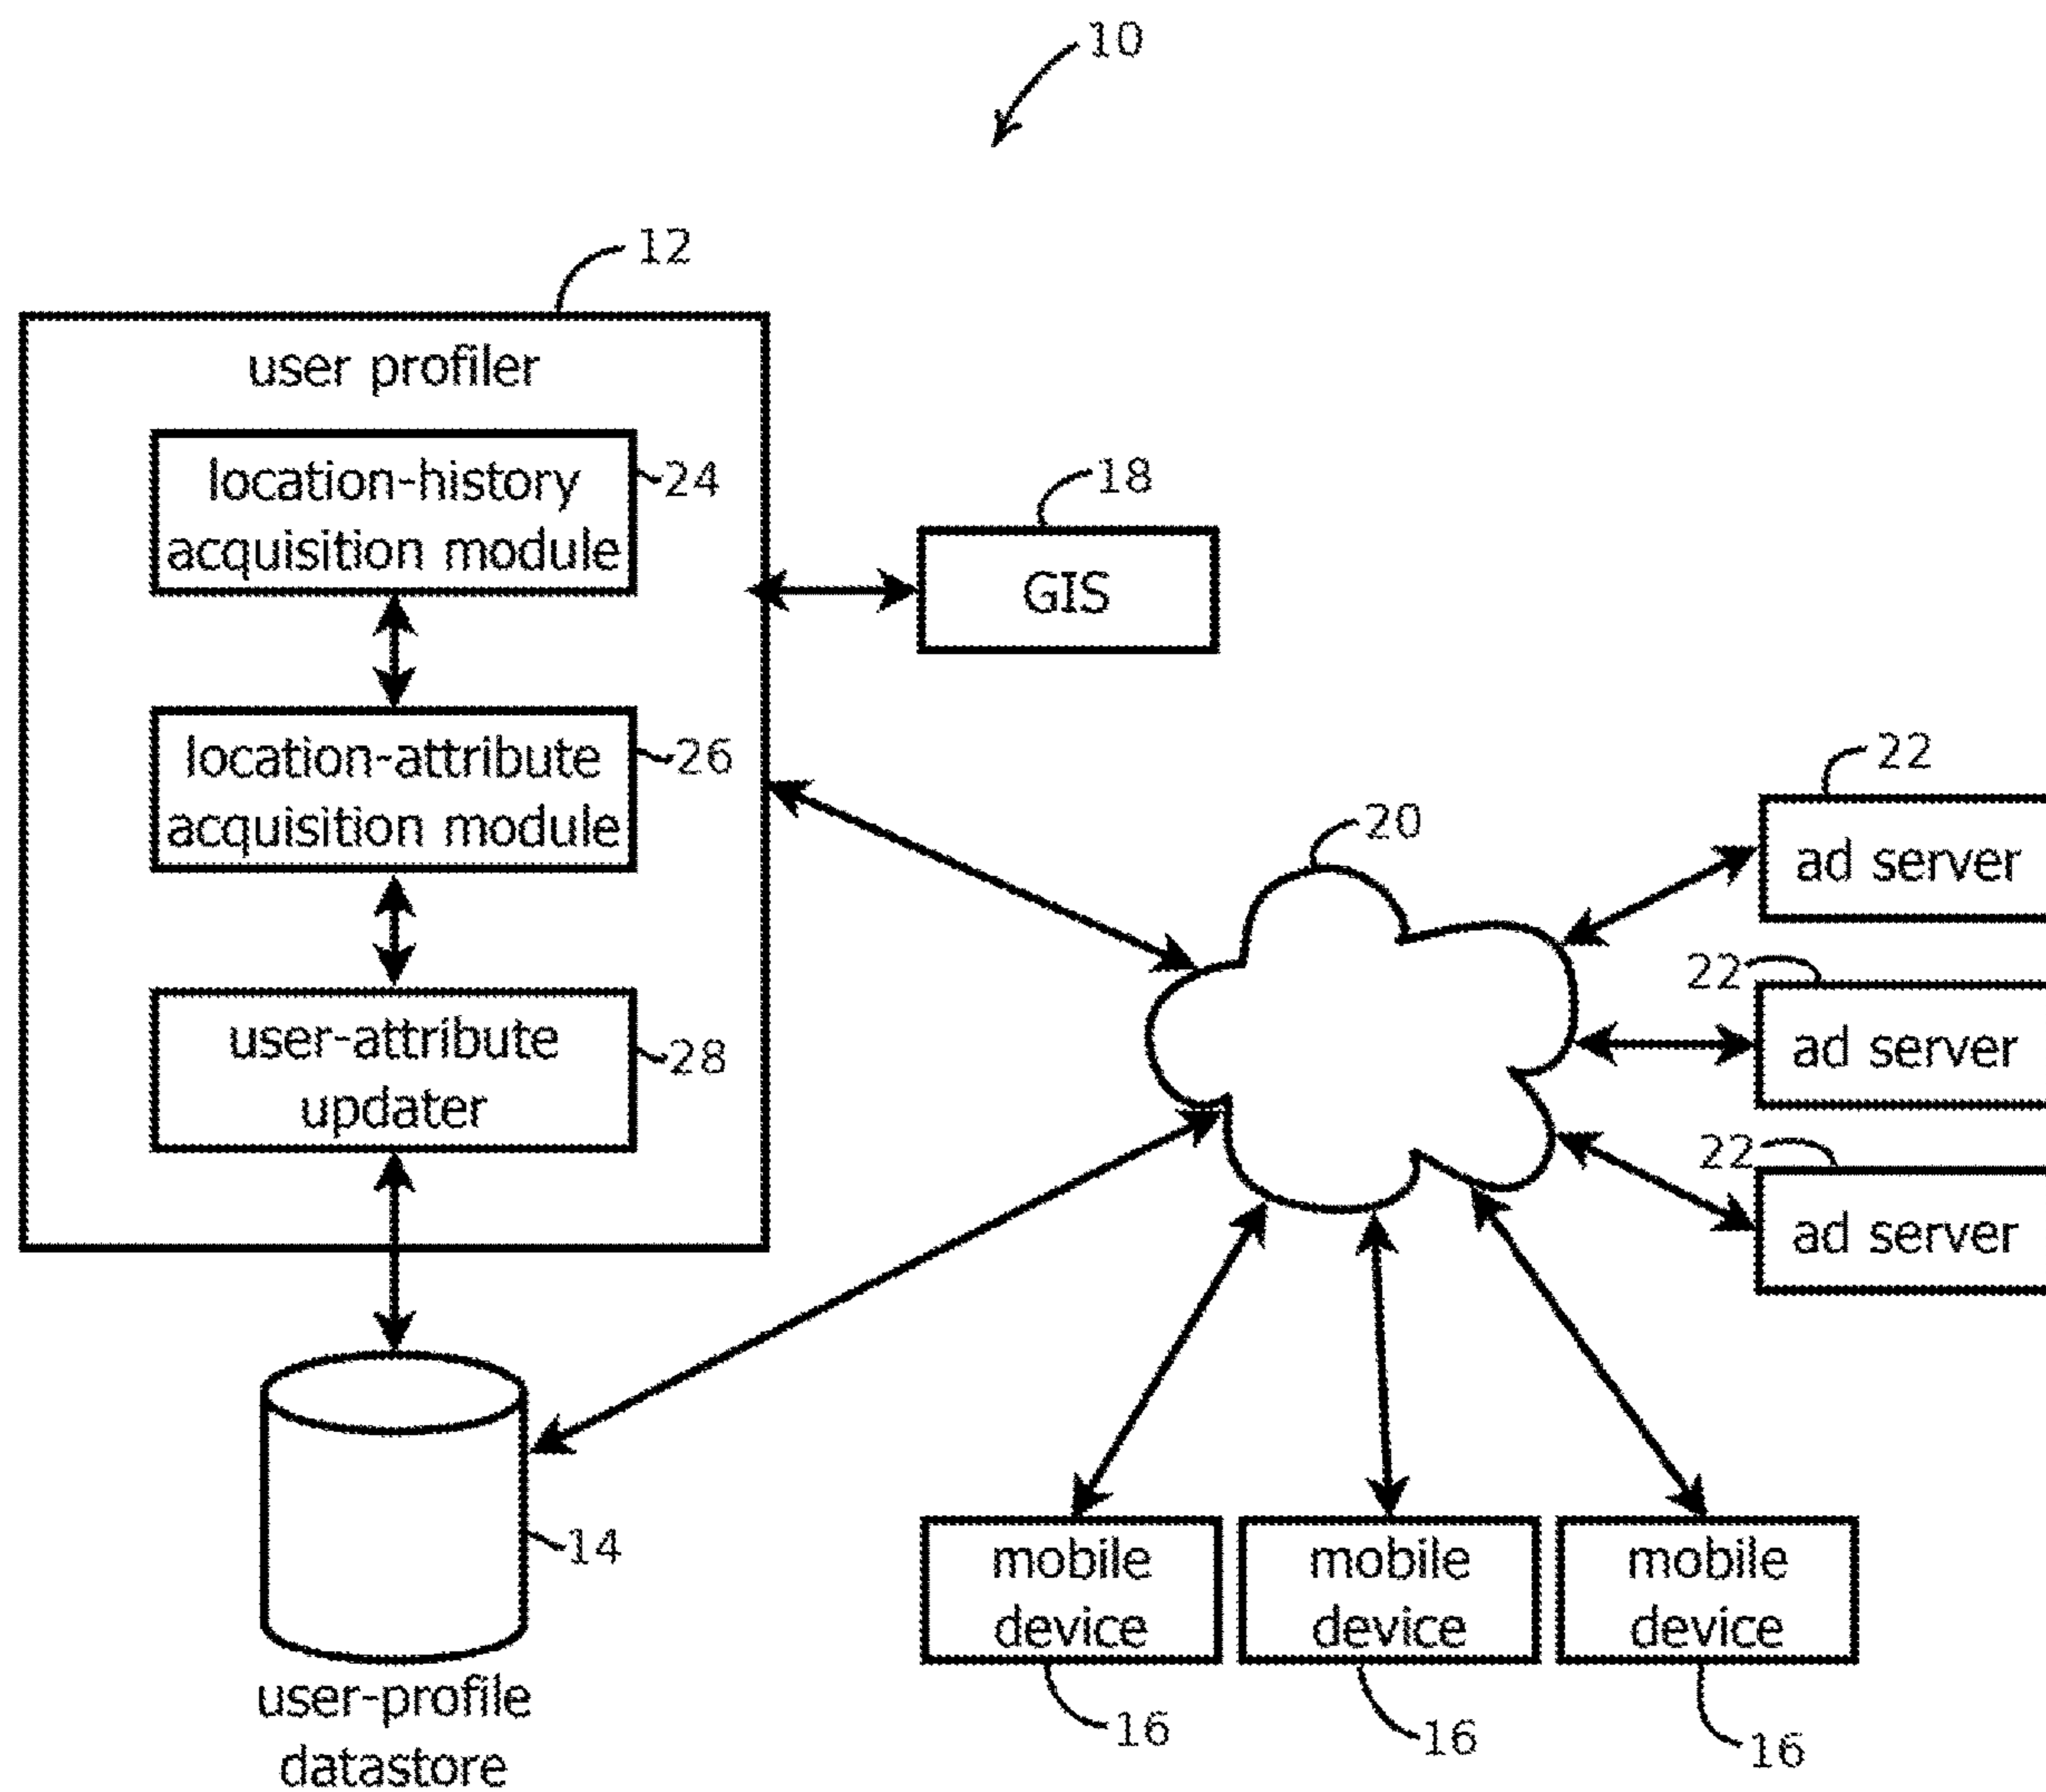 10
12
user profiler
location-history
acquisition module
24
18
GIS
location-attribute
acquisition module
26
22
ad server
20
22
ad server
user-attribute
updater
28
22
ad server
14
mobile
device
mobile
device
mobile
device
user-profile
datastore
16
16
16